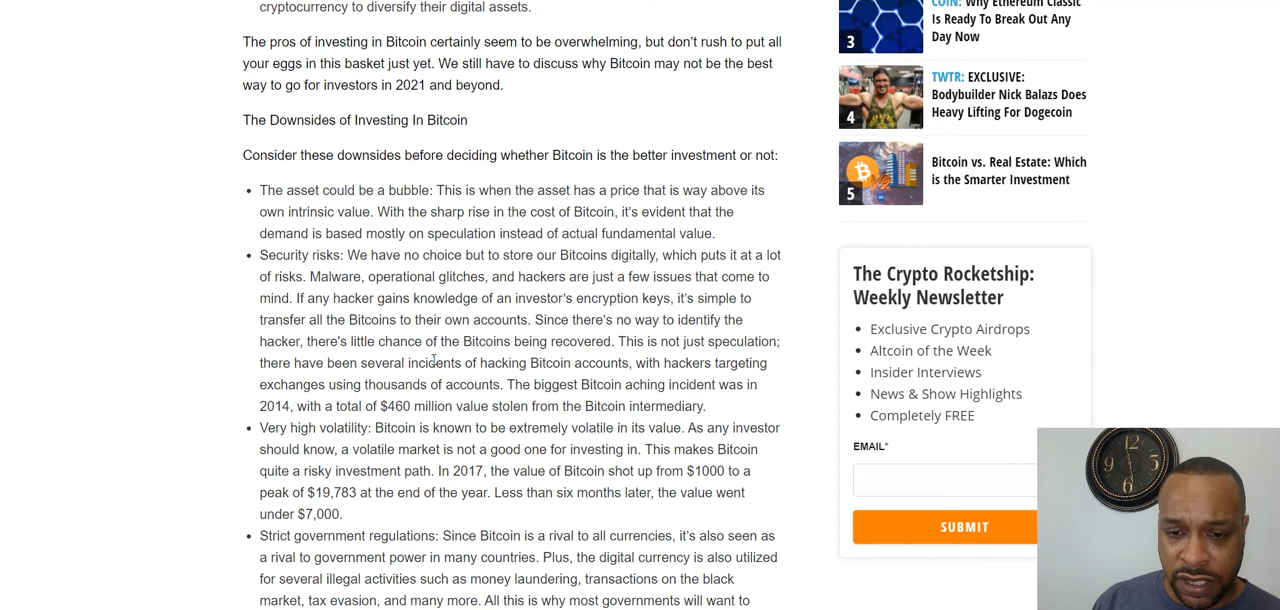 cryptocurrency to diversify their digital assets.
The pros of investing in Bitcoin certainly seem to be overwhelming, but don’t rush to put all
your eggs in this basket just yet. We still have to discuss why Bitcoin may not be the best
way to go for investors in 2021 and beyond.
The Downsides of Investing In Bitcoin
Consider these downsides before deciding whether Bitcoin is the better investment or not:
• The asset could be a bubble: This is when the asset has a price that is way above its
own intrinsic value. With the sharp rise in the cost of Bitcoin, it’s evident that the
demand is based mostly on speculation instead of actual fundamental value.
• Security risks: We have no choice but to store our Bitcoins digitally, which puts it at a lot
of risks. Malware, operational glitches, and hackers are just a few issues that come to
mind. If any hacker gains knowledge of an investor’s encryption keys, it’s simple to
transfer all the Bitcoins to their own accounts. Since there’s no way to identify the
hacker, there's little chance of the Bitcoins being recovered. This is not just speculation;
there have been several incidents of hacking Bitcoin accounts, with hackers targeting
exchanges using thousands of accounts. The biggest Bitcoin aching incident was in
2014, with a total of $460 million value stolen from the Bitcoin intermediary.
• Very high volatility: Bitcoin is known to be extremely volatile in its value. As any investor
should know, a volatile market is not a good one for investing in. This makes Bitcoin
quite a risky investment path. In 2017, the value of Bitcoin shot up from $1000 to a
peak of $19,783 at the end of the year. Less than six months later, the value went
under $7,000.
• Strict government regulations: Since Bitcoin is a rival to all currencies, it's also seen as
a rival to government power in many countries. Plus, the digital currency is also utilized
for several illegal activities such as money laundering, transactions on the black
market, tax evasion, and many more. All this is why most governments will want to
COIN: Why Ethereum Classic
Is Ready To Break Out Any
Day Now
3
TWTR: EXCLUSIVE:
Bodybuilder Nick Balazs Does
Heavy Lifting For Dogecoin
4
Bitcoin vs. Real Estate: Which
is the Smarter Investment
5
The Crypto Rocketship:
Weekly Newsletter
• Exclusive Crypto Airdrops
• Altcoin of the Week
• Insider Interviews
• News & Show Highlights
• Completely FREE
EMAIL*
SUBMIT
12
3
6
9